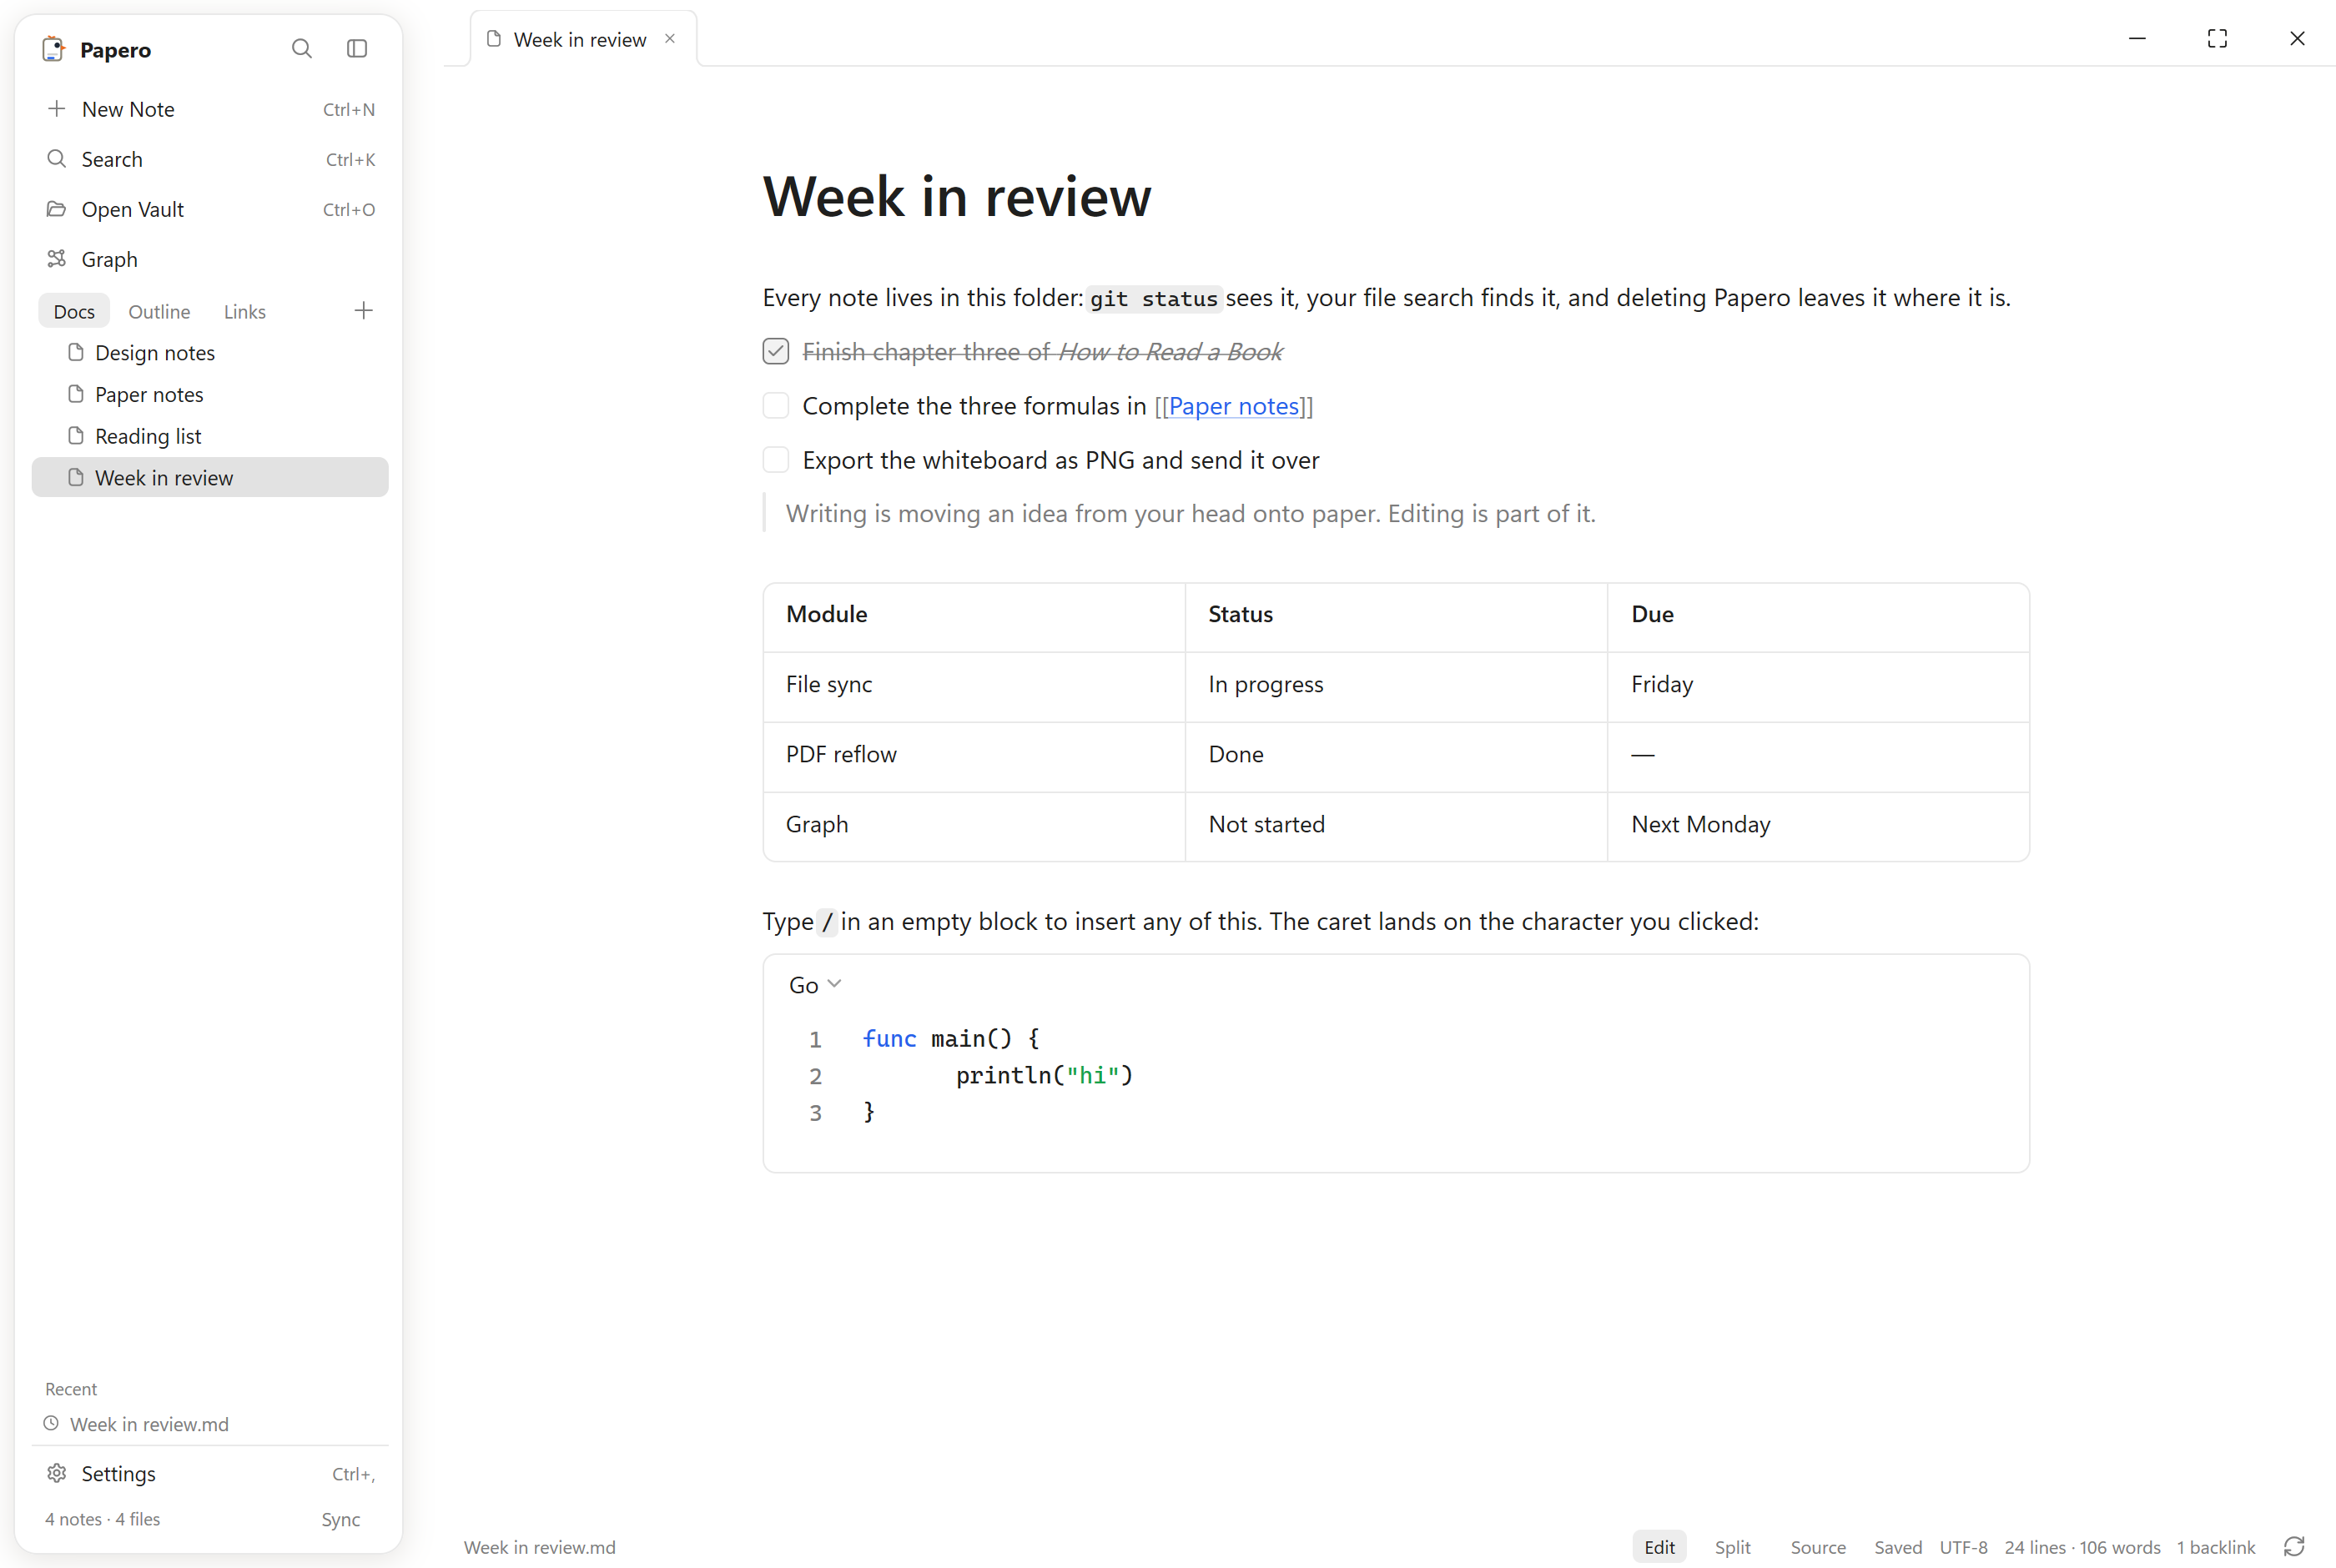 Papero
New Note Ctrl+N
Search Ctrl+K
Open Vault Ctrl+O
Graph
Docs Outline Links
Design notes
Paper notes
Reading list
Week in review
Recent
Week in review.md
Settings Ctrl+,
4 notes · 4 files Sync
Week in review
Week in review
Every note lives in this folder: git status sees it, your file search finds it, and deleting Papero leaves it where it is.
Finish chapter three of How to Read a Book
Complete the three formulas in [[Paper notes]]
Export the whiteboard as PNG and send it over
Writing is moving an idea from your head onto paper. Editing is part of it.
Module Status Due
File sync In progress Friday
PDF reflow Done —
Graph Not started Next Monday
Type / in an empty block to insert any of this. The caret lands on the character you clicked:
Go
1 func main() {
2 println("hi")
3 }
Week in review.md Edit Split Source Saved UTF-8 24 lines · 106 words 1 backlink